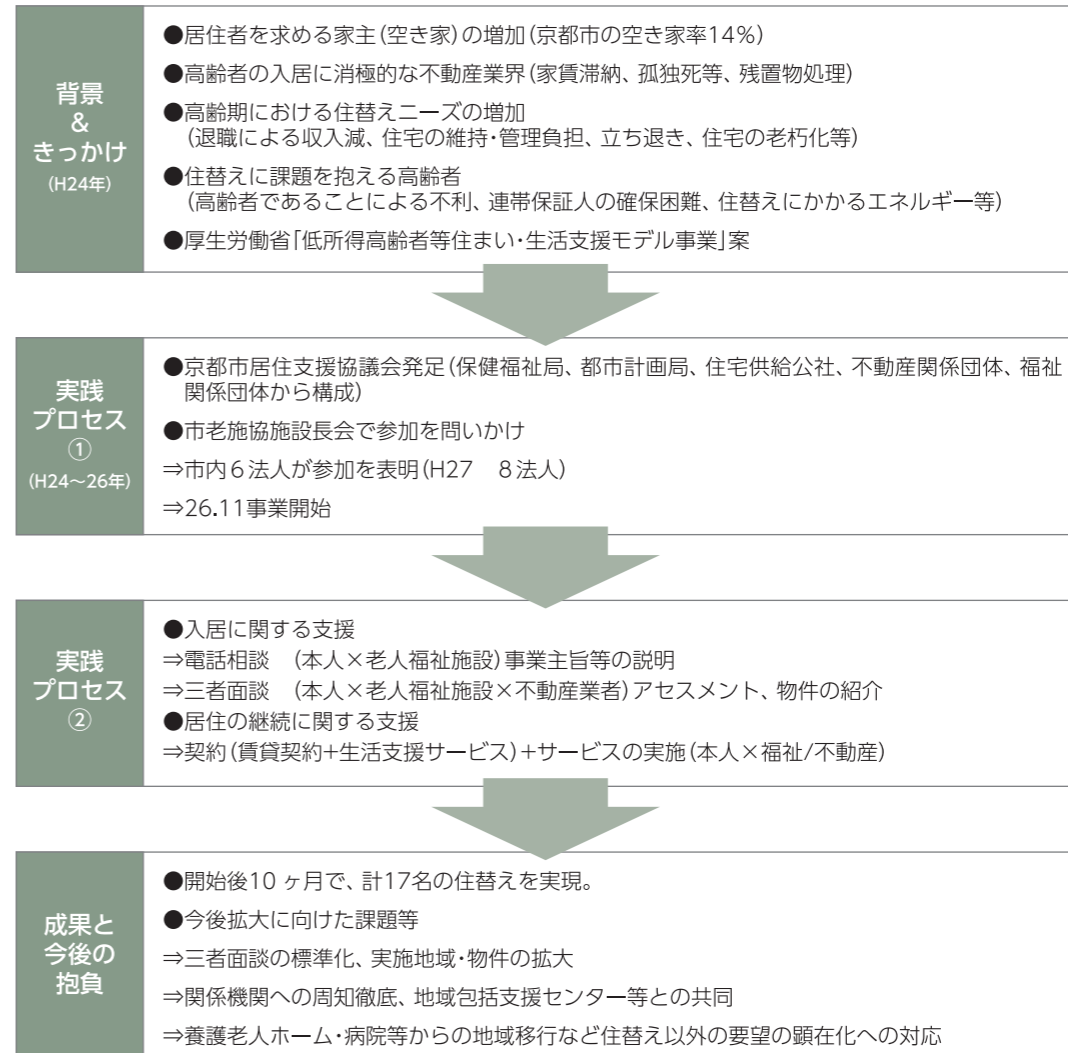 背景
&
きっかけ
(H24年)
●居住者を求める家主(空き家)の増加(京都市の空き家率14%)
●高齢者の入居に消極的な不動産業界(家賃滞納、孤独死等、残置物処理)
●高齢期における住替えニーズの増加
(退職による収入減、住宅の維持・管理負担、立ち退き、住宅の老朽化等)
●住替えに課題を抱える高齢者
(高齢者であることによる不利、連帯保証人の確保困難、住替えにかかるエネルギー等)
●厚生労働省「低所得高齢者等住まい・生活支援モデル事業」案
実践
プロセス
①
(H24～26年)
●京都市居住支援協議会発足(保健福祉局、都市計画局、住宅供給公社、不動産関係団体、福祉
関係団体から構成)
●市老施協施設長会で参加を問いかけ
⇒市内６法人が参加を表明(H27　８法人)
⇒26.11事業開始
実践
プロセス
②
●入居に関する支援
⇒電話相談　(本人×老人福祉施設)事業主旨等の説明
⇒三者面談　(本人×老人福祉施設×不動産業者)アセスメント、物件の紹介
●居住の継続に関する支援
⇒契約(賃貸契約+生活支援サービス)+サービスの実施(本人×福祉/不動産)
成果と
今後の
抱負
●開始後10 ヶ月で、計17名の住替えを実現。
●今後拡大に向けた課題等
⇒三者面談の標準化、実施地域・物件の拡大
⇒関係機関への周知徹底、地域包括支援センター等との共同
⇒養護老人ホーム・病院等からの地域移行など住替え以外の要望の顕在化への対応